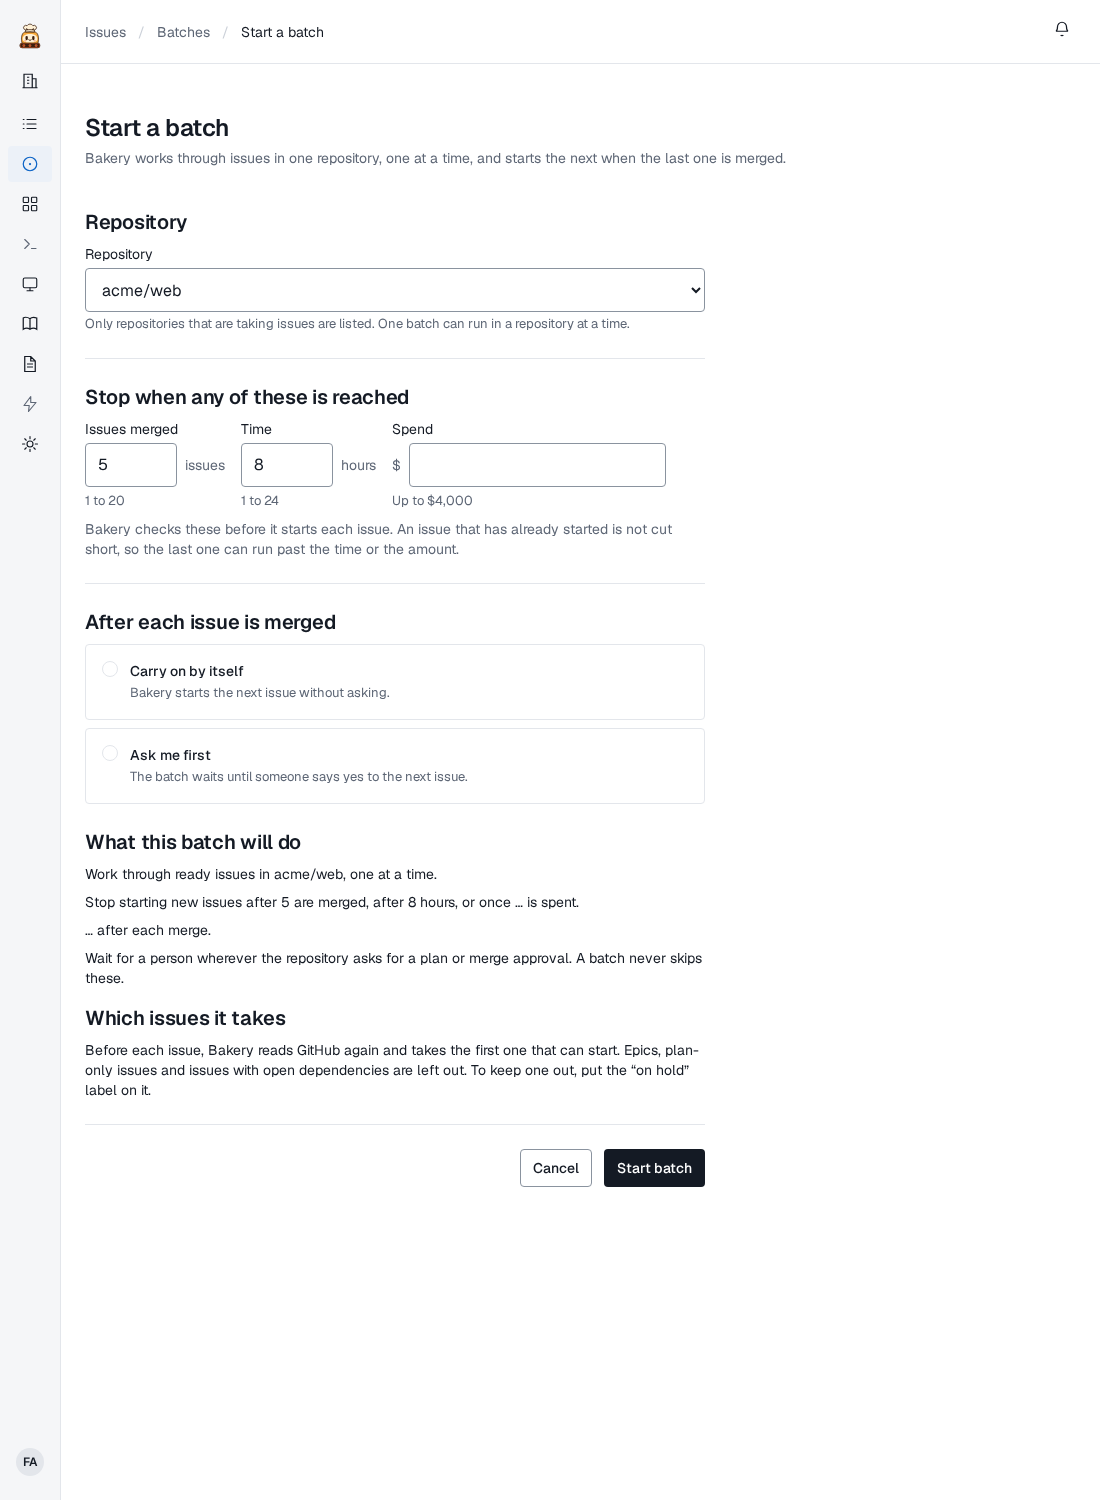 Issues / Batches / Start a batch
Start a batch
Bakery works through issues in one repository, one at a time, and starts the next when the last one is merged.
Repository
Repository
acme/web
Only repositories that are taking issues are listed. One batch can run in a repository at a time.
Stop when any of these is reached
Issues merged Time Spend
5 issues 8 hours $
1 to 20 1 to 24 Up to $4,000
Bakery checks these before it starts each issue. An issue that has already started is not cut
short, so the last one can run past the time or the amount.
After each issue is merged
Carry on by itself
Bakery starts the next issue without asking.
Ask me first
The batch waits until someone says yes to the next issue.
What this batch will do
Work through ready issues in acme/web, one at a time.
Stop starting new issues after 5 are merged, after 8 hours, or once … is spent.
… after each merge.
Wait for a person wherever the repository asks for a plan or merge approval. A batch never skips
these.
Which issues it takes
Before each issue, Bakery reads GitHub again and takes the first one that can start. Epics, plan-
only issues and issues with open dependencies are left out. To keep one out, put the “on hold”
label on it.
Cancel Start batch
FA